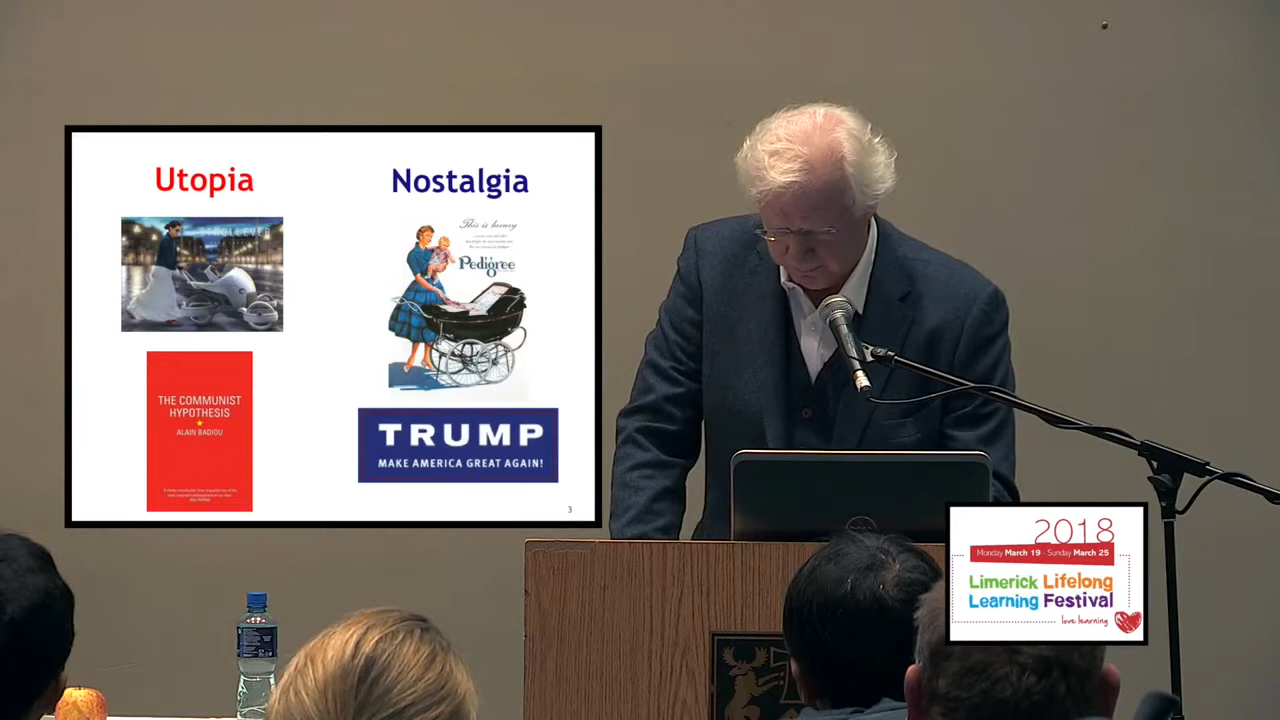 Utopia
STROLLEVER
THE COMMUNIST
HYPOTHESIS
ALAIN BADIOU
Nostalgia
This is luxury
Pedigree
TRUMP
MAKE AMERICA GREAT AGAIN!
3
2018
Monday March 19 - Sunday March 25
Limerick Lifelong
Learning Festival
love learning